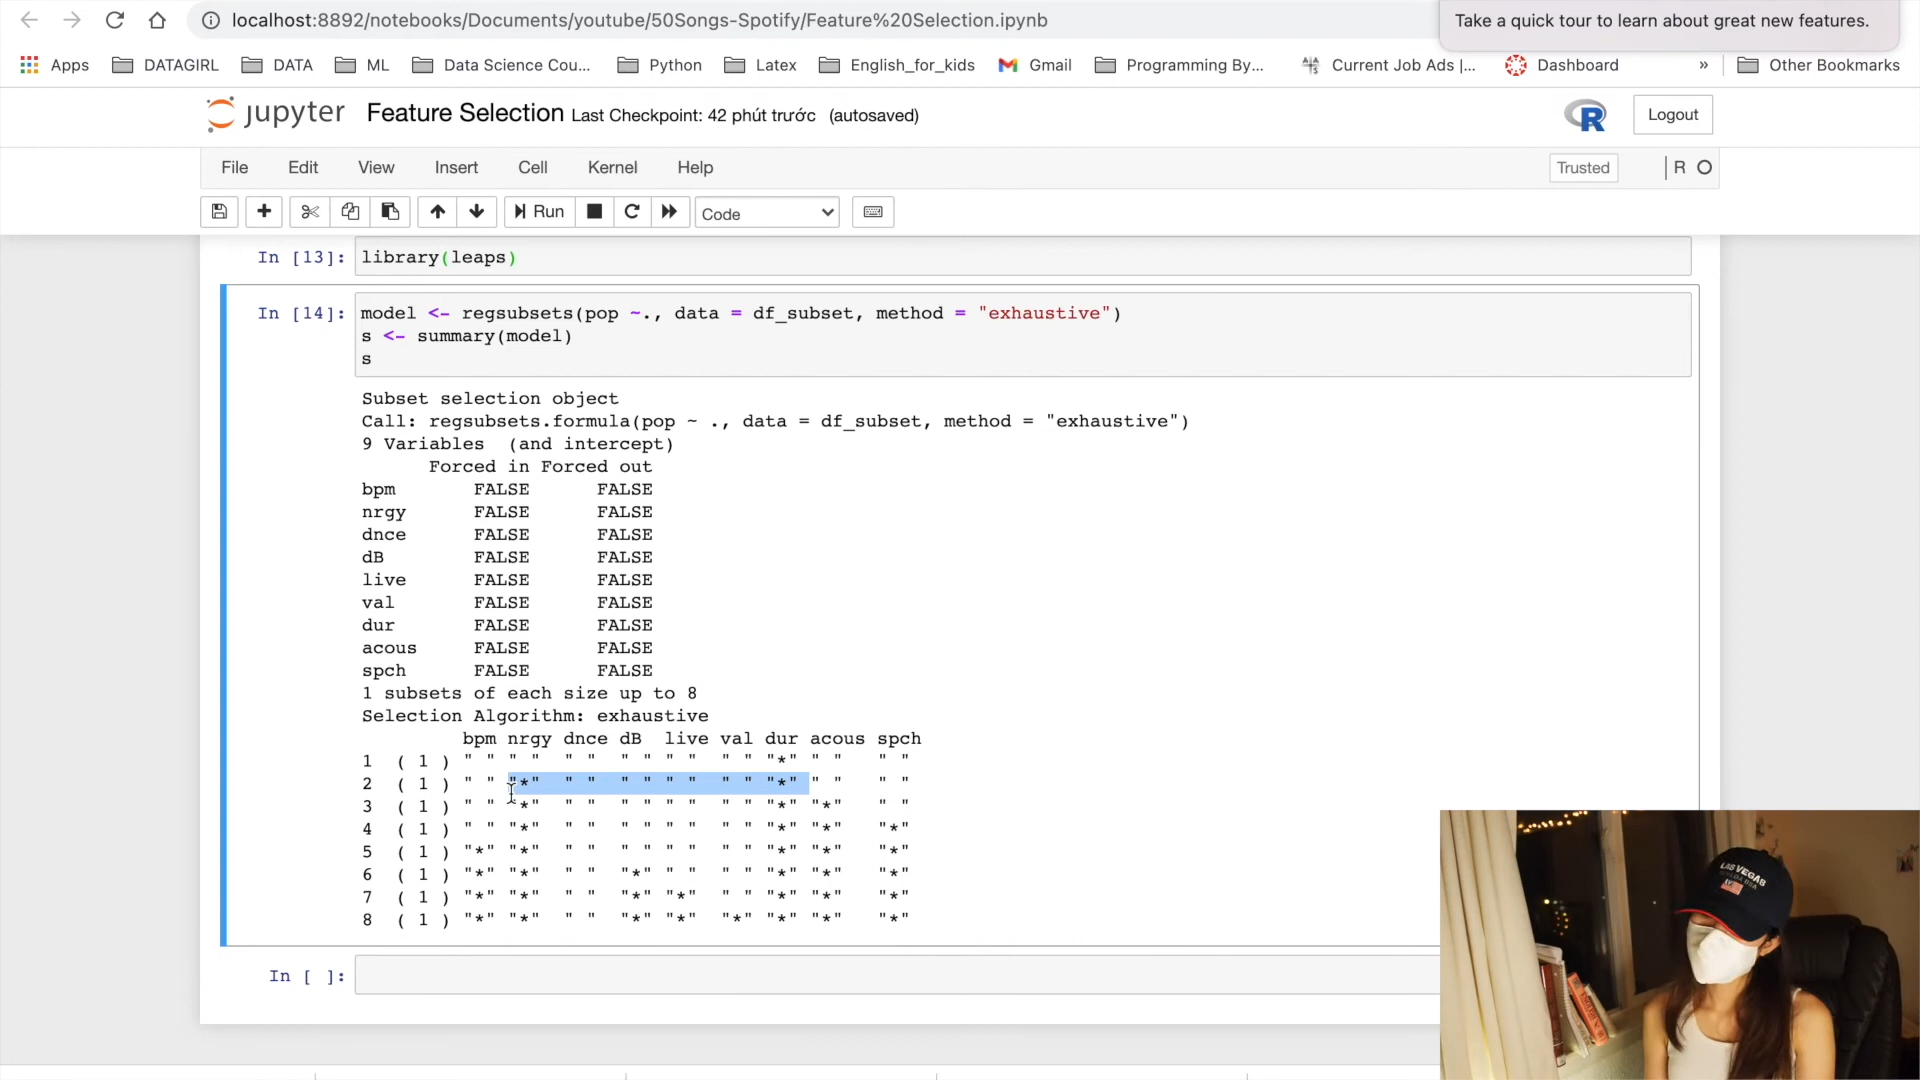 localhost:8892/notebooks/Documents/youtube/50Songs-Spotify/Feature%20Selection.ipynb
Take a quick tour to learn about great new features.
Apps DATAGIRL DATA ML Data Science Cou... Python Latex English_for_kids Gmail Programming By... Current Job Ads |... Dashboard » Other Bookmarks
jupyter Feature Selection Last Checkpoint: 42 phút trước (autosaved) R Logout
File Edit View Insert Cell Kernel Help Trusted R
Run Code
In [13]: library(leaps)
In [14]: model <- regsubsets(pop ~., data = df_subset, method = "exhaustive")
s <- summary(model)
s
Subset selection object
Call: regsubsets.formula(pop ~ ., data = df_subset, method = "exhaustive")
9 Variables  (and intercept)
Forced in Forced out
bpm FALSE FALSE
nrgy FALSE FALSE
dnce FALSE FALSE
dB FALSE FALSE
live FALSE FALSE
val FALSE FALSE
dur FALSE FALSE
acous FALSE FALSE
spch FALSE FALSE
1 subsets of each size up to 8
Selection Algorithm: exhaustive
bpm nrgy dnce dB live val dur acous spch
1 ( 1 ) " " " " " " " " " " " " "*" " " " "
2 ( 1 ) " " "*" " " " " " " " " "*" " " " "
3 ( 1 ) " " "*" " " " " " " " " "*" "*" " "
4 ( 1 ) " " "*" " " " " " " " " "*" "*" "*"
5 ( 1 ) "*" "*" " " " " " " " " "*" "*" "*"
6 ( 1 ) "*" "*" " " "*" " " " " "*" "*" "*"
7 ( 1 ) "*" "*" " " "*" "*" " " "*" "*" "*"
8 ( 1 ) "*" "*" " " "*" "*" "*" "*" "*" "*"
In [ ]:
LAS VEGAS